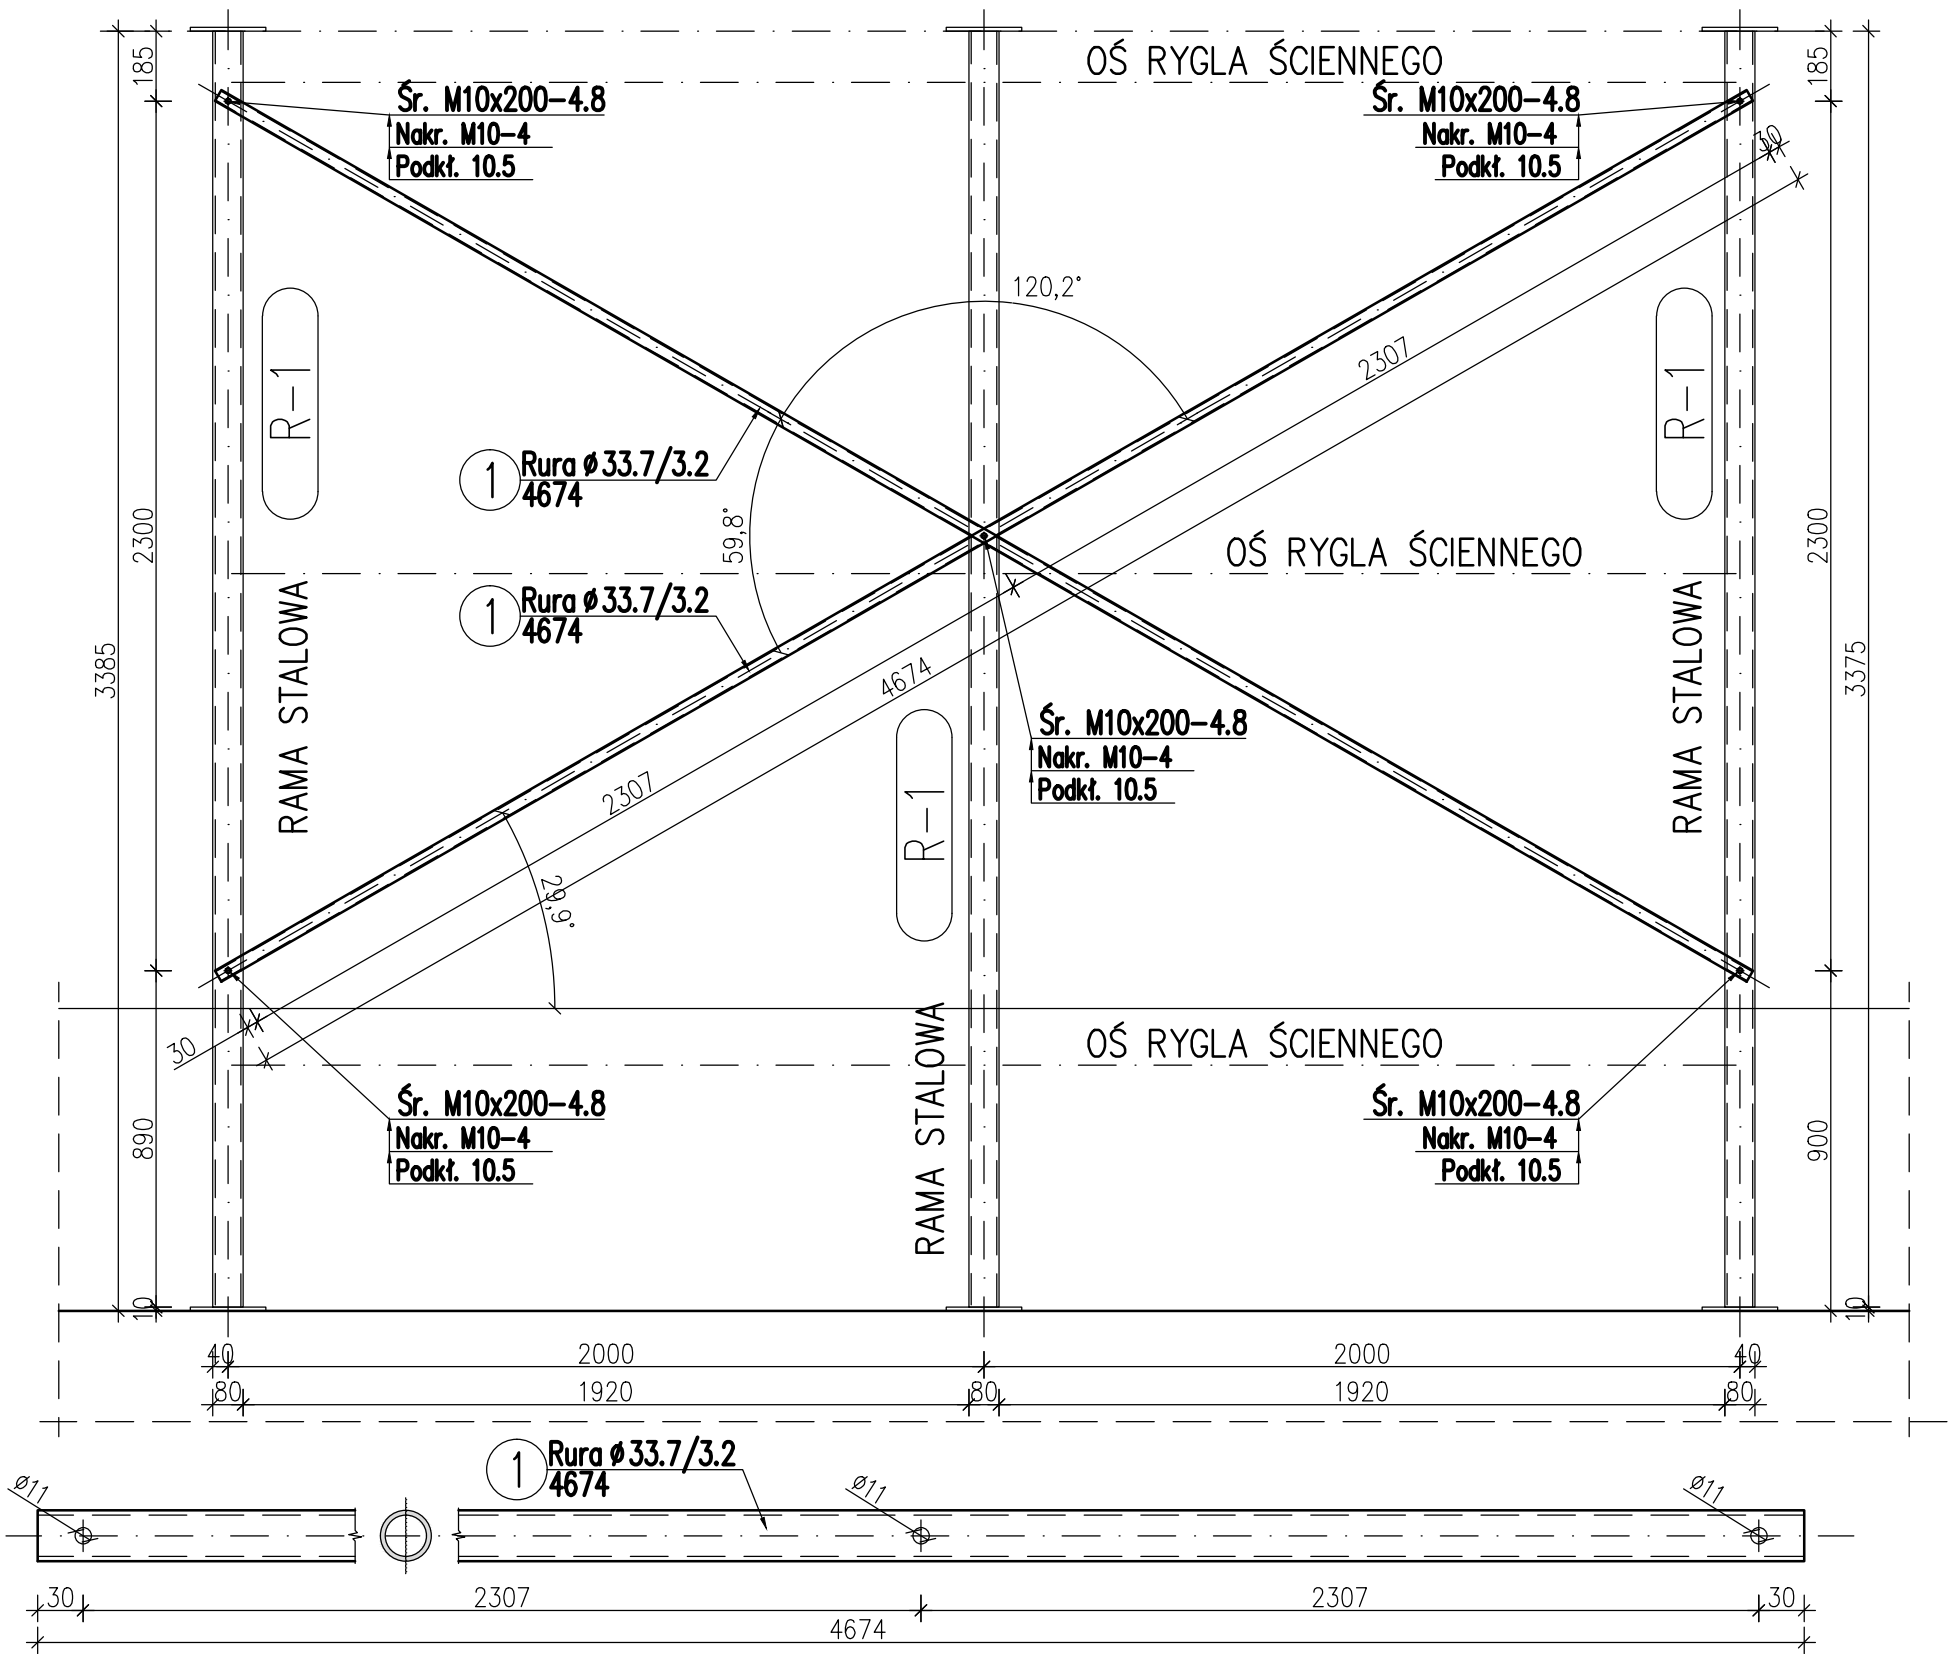 OŚ RYGLA ŚCIENNEGO
185
185
Śr. M10x200-4.8
Nakr. M10-4
Podkł. 10.5
Śr. M10x200-4.8
Nakr. M10-4
Podkł. 10.5
30
120,2°
2307
R-1
R-1
1 Rura ø33.7/3.2
4674
59,8°
2300
2300
OŚ RYGLA ŚCIENNEGO
1 Rura ø33.7/3.2
4674
RAMA STALOWA
RAMA STALOWA
3385
3375
4674
Śr. M10x200-4.8
Nakr. M10-4
Podkł. 10.5
2307
R-1
29,9°
30
RAMA STALOWA
OŚ RYGLA ŚCIENNEGO
Śr. M10x200-4.8
Nakr. M10-4
Podkł. 10.5
Śr. M10x200-4.8
Nakr. M10-4
Podkł. 10.5
890
900
10
10
40 2000 2000 40
80 1920 80 1920 80
1 Rura ø33.7/3.2
4674
ø11 ø11 ø11
30 2307 2307 30
4674